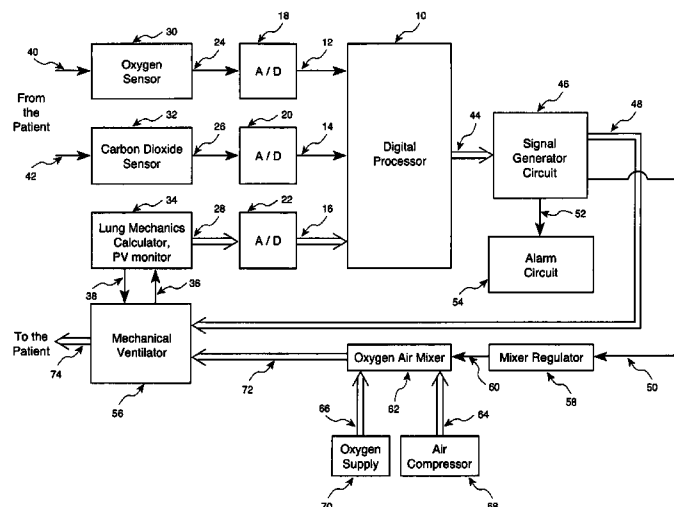 30
24
18
12
10
40
Oxygen
Sensor
A / D
46
48
From
the
Patient
32
26
20
14
44
Carbon Dioxide
Sensor
A / D
Digital
Processor
Signal
Generator
Circuit
42
34
28
22
16
52
Lung Mechanics
Calculator,
PV monitor
A / D
Alarm
Circuit
54
38
36
To the
Patient
74
Mechanical
Ventilator
56
72
Oxygen Air Mixer
62
60
Mixer Regulator
58
50
66
64
Oxygen
Supply
70
Air
Compressor
68